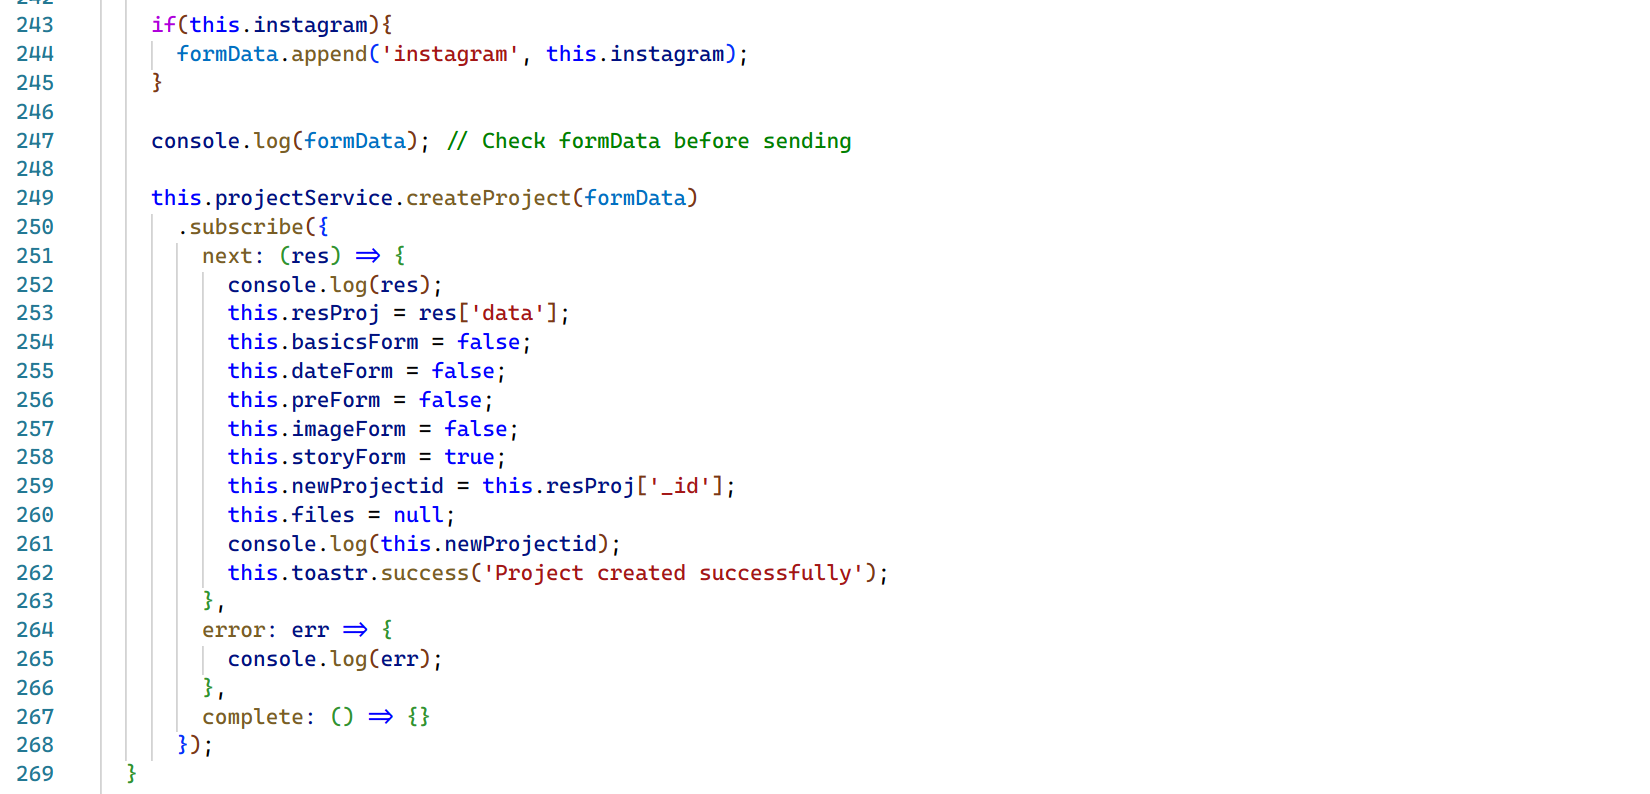 243 if(this.instagram){
244 formData.append('instagram', this.instagram);
245 }
246
247 console.log(formData); // Check formData before sending
248
249 this.projectService.createProject(formData)
250 .subscribe({
251 next: (res) => {
252 console.log(res);
253 this.resProj = res['data'];
254 this.basicsForm = false;
255 this.dateForm = false;
256 this.preForm = false;
257 this.imageForm = false;
258 this.storyForm = true;
259 this.newProjectid = this.resProj['_id'];
260 this.files = null;
261 console.log(this.newProjectid);
262 this.toastr.success('Project created successfully');
263 },
264 error: err => {
265 console.log(err);
266 },
267 complete: () => {}
268 });
269 }